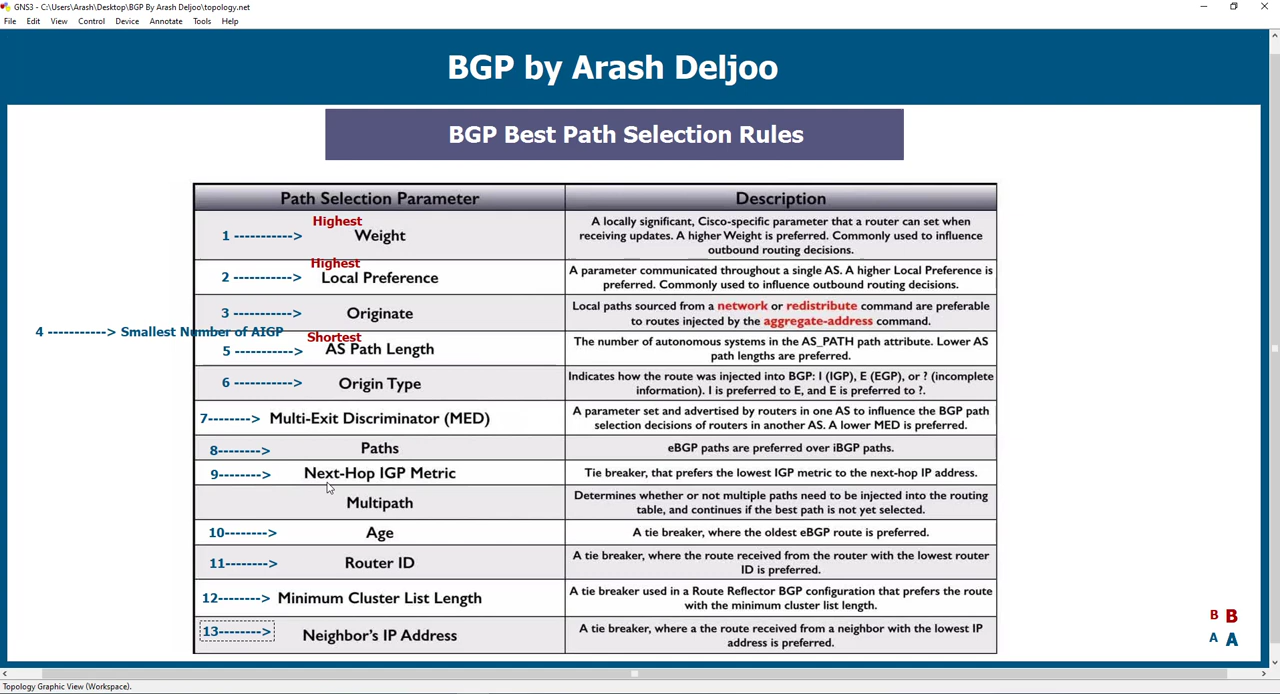 GNS3 - C:\Users\Arash\Desktop\BGP By Arash Deljoo\topology.net
File Edit View Control Device Annotate Tools Help
BGP by Arash Deljoo
BGP Best Path Selection Rules
Path Selection Parameter Description
Highest
1 -----------> Weight
A locally significant, Cisco-specific parameter that a router can set when
receiving updates. A higher Weight is preferred. Commonly used to influence
outbound routing decisions.
Highest
2 -----------> Local Preference
A parameter communicated throughout a single AS. A higher Local Preference is
preferred. Commonly used to influence outbound routing decisions.
3 -----------> Originate
Local paths sourced from a network or redistribute command are preferable
to routes injected by the aggregate-address command.
4 -----------> Smallest Number of AIGP
Shortest
5 -----------> AS Path Length
The number of autonomous systems in the AS_PATH path attribute. Lower AS
path lengths are preferred.
6 -----------> Origin Type
Indicates how the route was injected into BGP: I (IGP), E (EGP), or ? (incomplete
information). I is preferred to E, and E is preferred to ?.
7--------> Multi-Exit Discriminator (MED)
A parameter set and advertised by routers in one AS to influence the BGP path
selection decisions of routers in another AS. A lower MED is preferred.
8--------> Paths
eBGP paths are preferred over iBGP paths.
9--------> Next-Hop IGP Metric
Tie breaker, that prefers the lowest IGP metric to the next-hop IP address.
Multipath
Determines whether or not multiple paths need to be injected into the routing
table, and continues if the best path is not yet selected.
10--------> Age
A tie breaker, where the oldest eBGP route is preferred.
11--------> Router ID
A tie breaker, where the route received from the router with the lowest router
ID is preferred.
12--------> Minimum Cluster List Length
A tie breaker used in a Route Reflector BGP configuration that prefers the route
with the minimum cluster list length.
13--------> Neighbor's IP Address
A tie breaker, where a the route received from a neighbor with the lowest IP
address is preferred.
B B
A A
Topology Graphic View (Workspace).